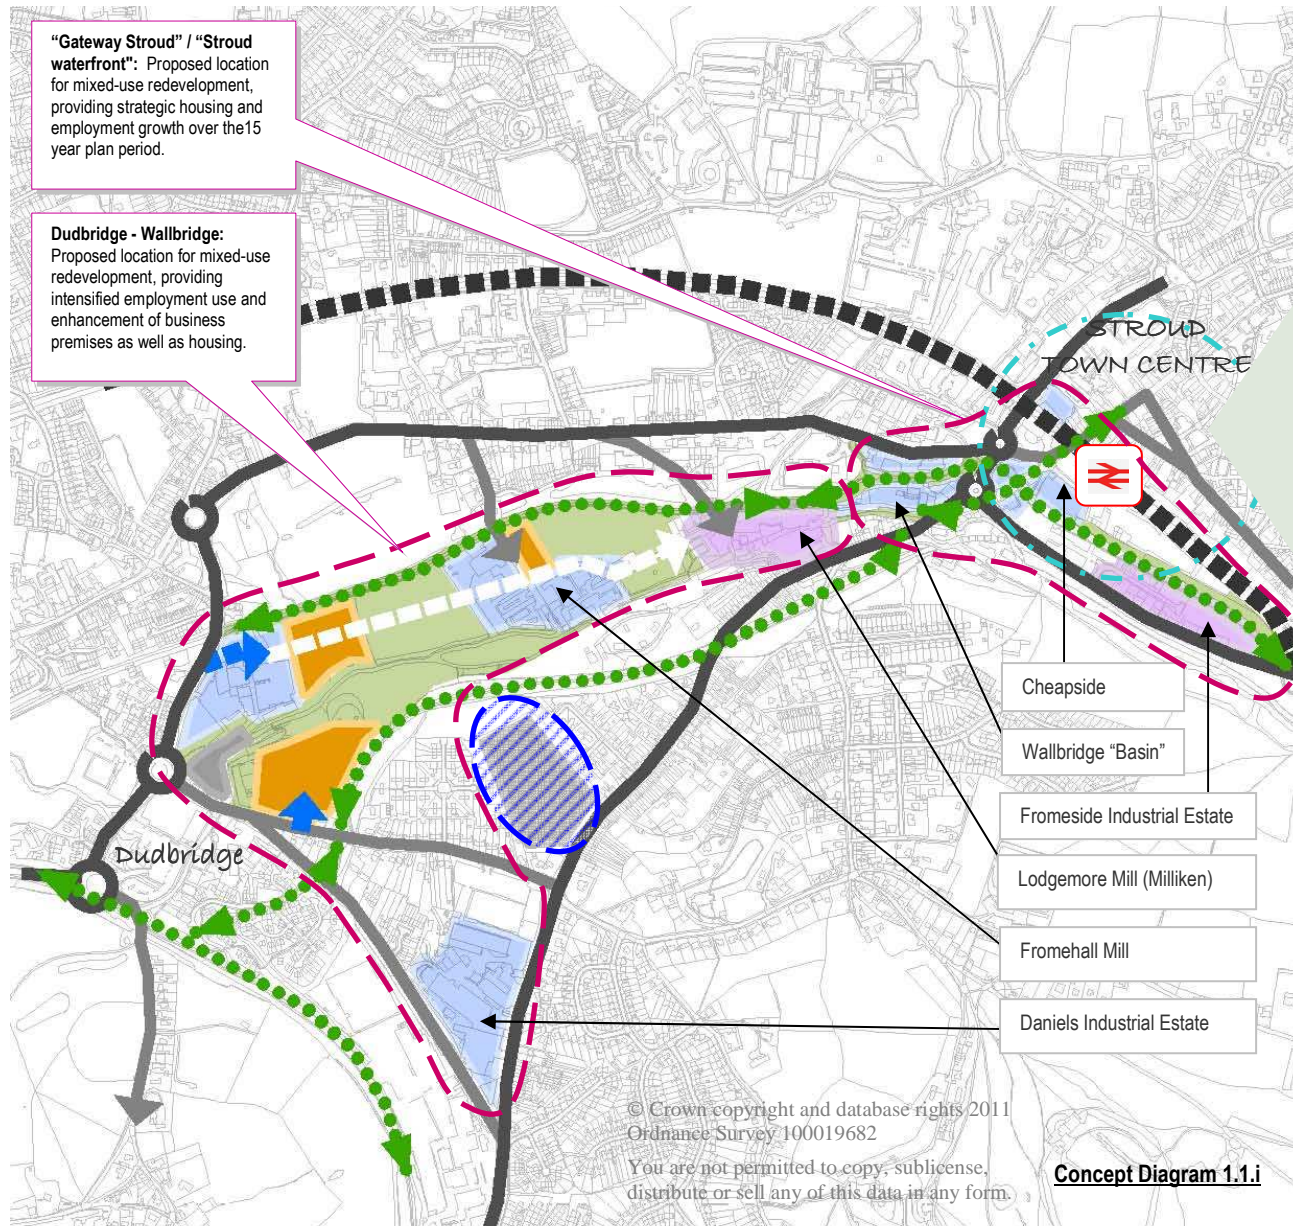 “Gateway Stroud” / “Stroud
waterfront": Proposed location
for mixed-use redevelopment,
providing strategic housing and
employment growth over the15
year plan period.
Dudbridge - Wallbridge:
Proposed location for mixed-use
redevelopment, providing
intensified employment use and
enhancement of business
premises as well as housing.
STROUD
TOWN CENTRE
Cheapside
Wallbridge “Basin”
Fromeside Industrial Estate
Lodgemore Mill (Milliken)
Fromehall Mill
Daniels Industrial Estate
Dudbridge
© Crown copyright and database rights 2011
Ordnance Survey 100019682
You are not permitted to copy, sublicense,
distribute or sell any of this data in any form.
Concept Diagram 1.1.i